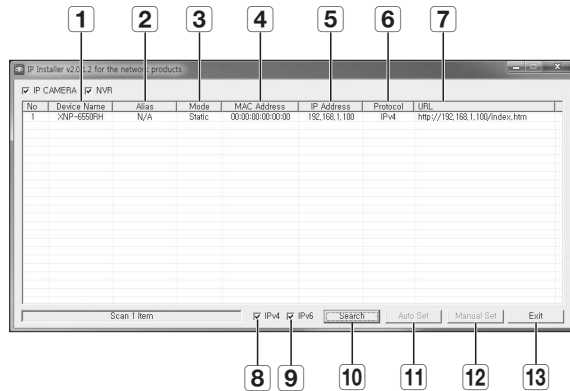 1 2 3 4 5 6 7
IP Installer v2.0.1.2 for the network products
IP CAMERA NVR
No Device Name Alias Mode MAC Address IP Address Protocol URL
1 XNP-6550RH N/A Static 00:00:00:00:00:00 192,168,1,100 IPv4 http://192,168,1,100/index,htm
Scan 1 Item IPv4 IPv6 Search Auto Set Manual Set Exit
8 9 10 11 12 13